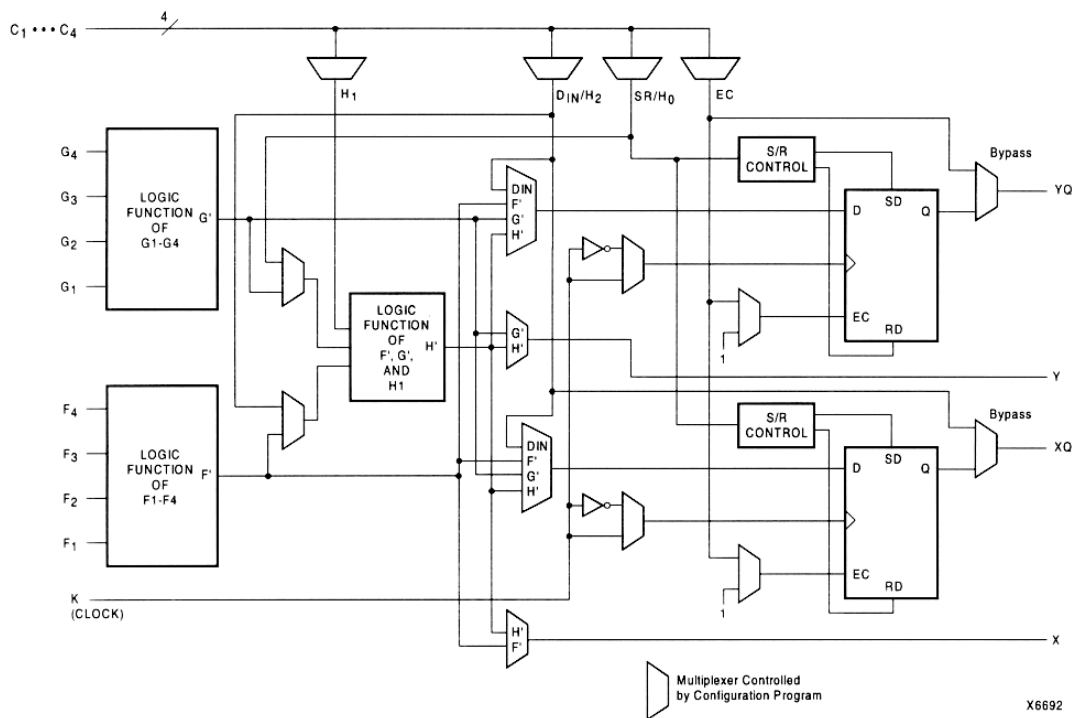 C1 ••• C4
4
H1
DIN/H2
SR/H0
EC
G4
G3
G2
G1
LOGIC
FUNCTION
OF
G1-G4
G'
DIN
F'
G'
H'
S/R
CONTROL
D
SD
Q
EC
RD
1
Bypass
YQ
LOGIC
FUNCTION
OF
F', G',
AND
H1
H'
G'
H'
Y
F4
F3
F2
F1
LOGIC
FUNCTION
OF
F1-F4
F'
DIN
F'
G'
H'
S/R
CONTROL
D
SD
Q
EC
RD
1
Bypass
XQ
K
(CLOCK)
H'
F'
X
Multiplexer Controlled
by Configuration Program
X6692